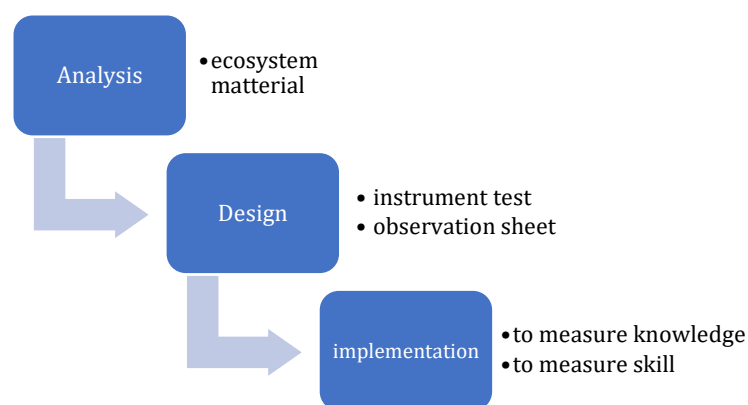 Analysis
•ecosystem
matterial
Design
• instrument test
• observation sheet
implementation
•to measure knowledge
•to measure skill